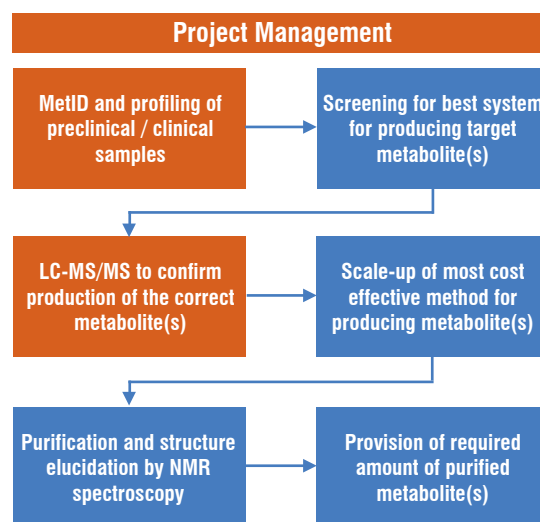 Project Management
MetID and profiling of
preclinical / clinical
samples
Screening for best system
for producing target
metabolite(s)
LC-MS/MS to confirm
production of the correct
metabolite(s)
Scale-up of most cost
effective method for
producing metabolite(s)
Purification and structure
elucidation by NMR
spectroscopy
Provision of required
amount of purified
metabolite(s)